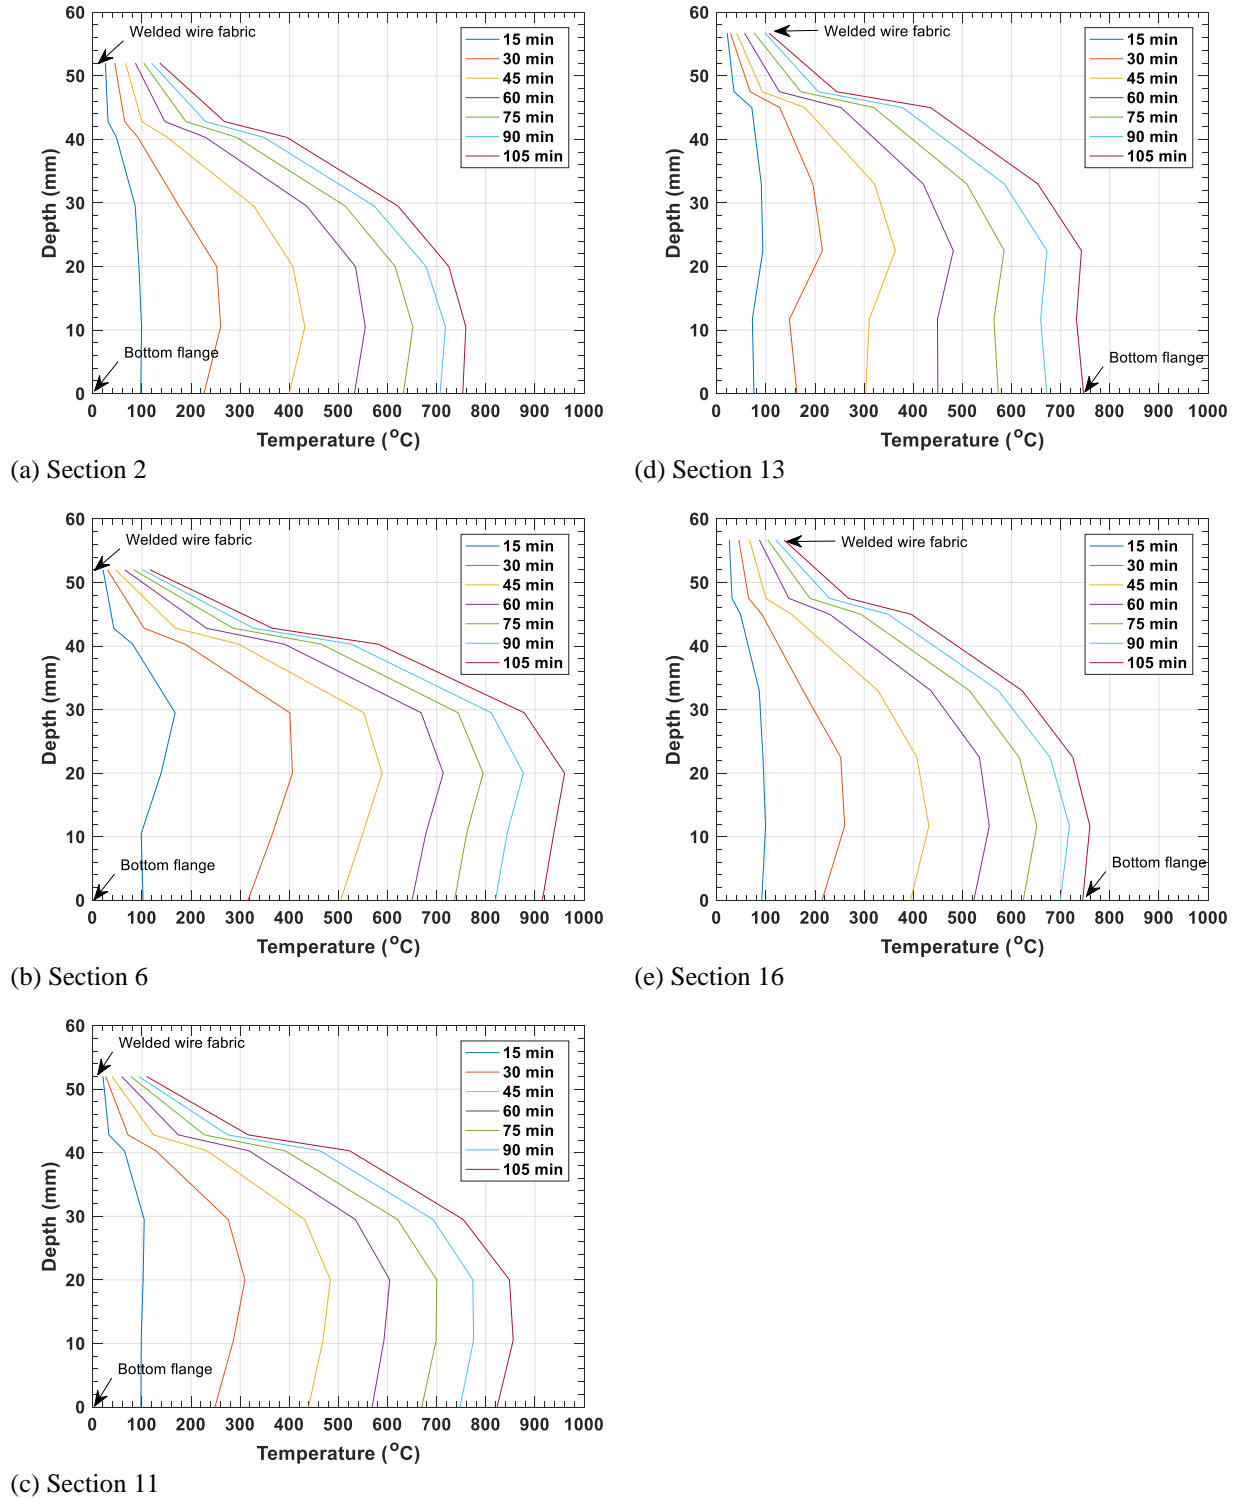 60
50
40
30
20
10
0
Depth (mm)
Welded wire fabric
Bottom flange
15 min
30 min
45 min
60 min
75 min
90 min
105 min
0 100 200 300 400 500 600 700 800 900 1000
Temperature (°C)
(a) Section 2
60
50
40
30
20
10
0
Depth (mm)
Welded wire fabric
Bottom flange
15 min
30 min
45 min
60 min
75 min
90 min
105 min
0 100 200 300 400 500 600 700 800 900 1000
Temperature (°C)
(d) Section 13
60
50
40
30
20
10
0
Depth (mm)
Welded wire fabric
Bottom flange
15 min
30 min
45 min
60 min
75 min
90 min
105 min
0 100 200 300 400 500 600 700 800 900 1000
Temperature (°C)
(b) Section 6
60
50
40
30
20
10
0
Depth (mm)
Welded wire fabric
Bottom flange
15 min
30 min
45 min
60 min
75 min
90 min
105 min
0 100 200 300 400 500 600 700 800 900 1000
Temperature (°C)
(e) Section 16
60
50
40
30
20
10
0
Depth (mm)
Welded wire fabric
Bottom flange
15 min
30 min
45 min
60 min
75 min
90 min
105 min
0 100 200 300 400 500 600 700 800 900 1000
Temperature (°C)
(c) Section 11